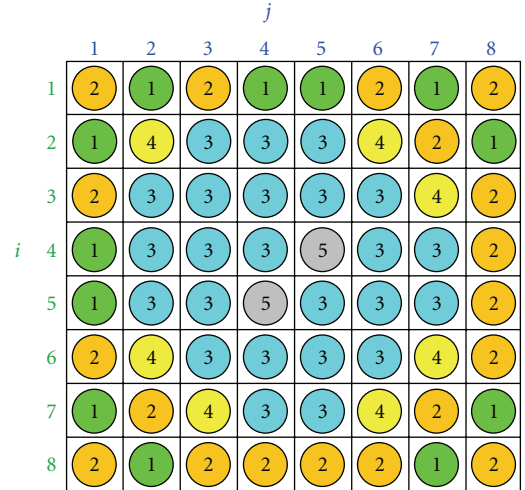 j
1 2 3 4 5 6 7 8
1 2 1 2 1 1 2 1 2
2 1 4 3 3 3 4 2 1
3 2 3 3 3 3 3 4 2
i 4 1 3 3 3 5 3 3 2
5 1 3 3 5 3 3 3 2
6 2 4 3 3 3 3 4 2
7 1 2 4 3 3 4 2 1
8 2 1 2 2 2 2 1 2